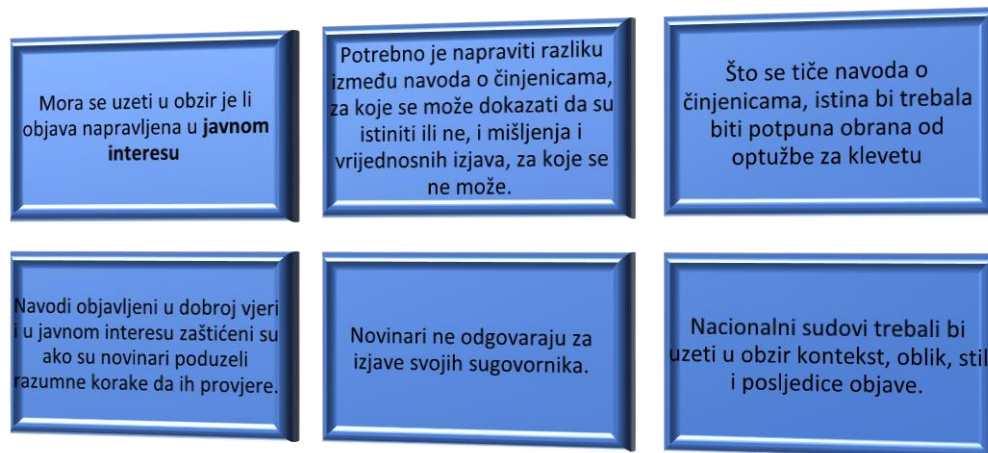 Mora se uzeti u obzir je li
objava napravljena u javnom
interesu
Potrebno je napraviti razliku
između navoda o činjenicama,
za koje se može dokazati da su
istiniti ili ne, i mišljenja i
vrijednosnih izjava, za koje se
ne može.
Što se tiče navoda o
činjenicama, istina bi trebala
biti potpuna obrana od
optužbe za klevetu
Navodi objavljeni u dobroj vjeri
i u javnom interesu zaštićeni su
ako su novinari poduzeli
razumne korake da ih provjere.
Novinari ne odgovaraju za
izjave svojih sugovornika.
Nacionalni sudovi trebali bi
uzeti u obzir kontekst, oblik, stil
i posljedice objave.